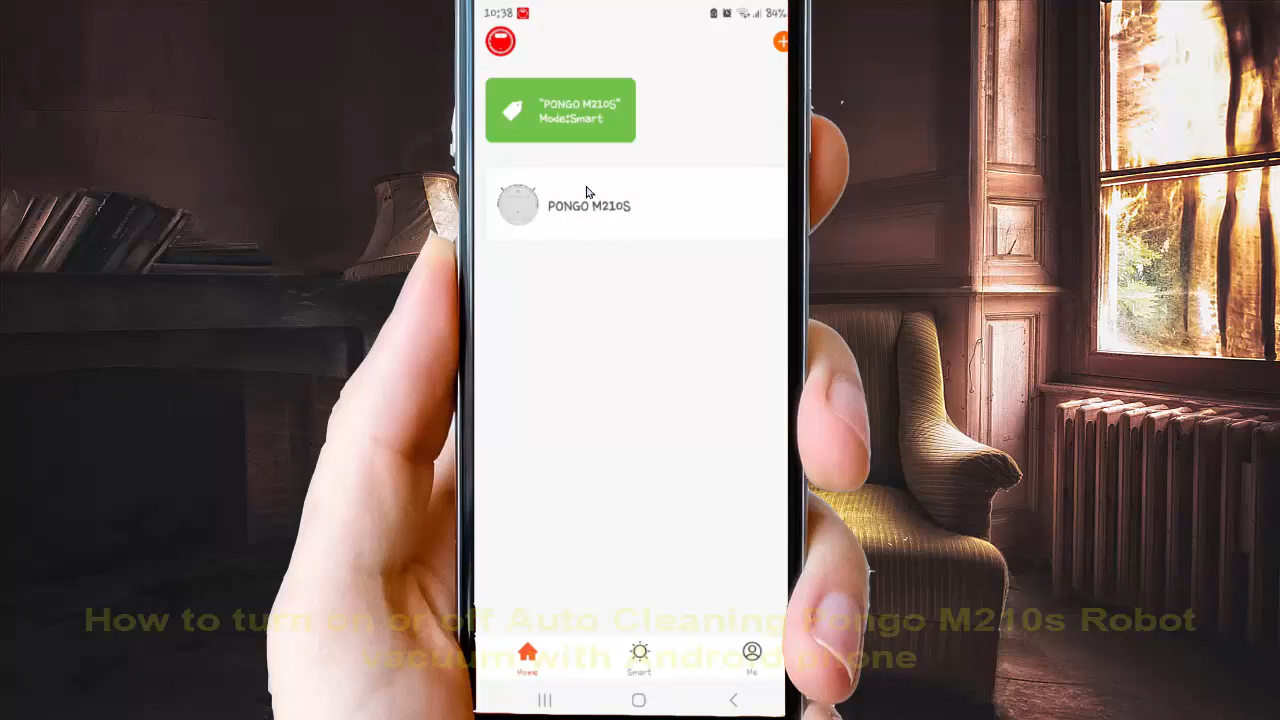 10:38
84%
"PONGO M210S"
Mode:Smart
PONGO M210S
How to turn on or off Auto Cleaning Pongo M210s Robot
vacuum with Android phone
Home
Smart
Me